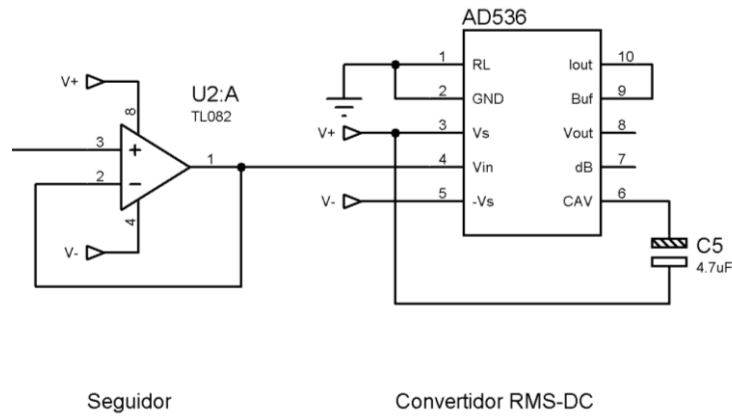 AD536
V+
8
U2:A
TL082
3
+
2
−
1
4
V-
V+
V-
1
RL
2
GND
3
Vs
4
Vin
5
-Vs
Iout
10
Buf
9
Vout
8
dB
7
CAV
6
C5
4.7uF
Seguidor
Convertidor RMS-DC